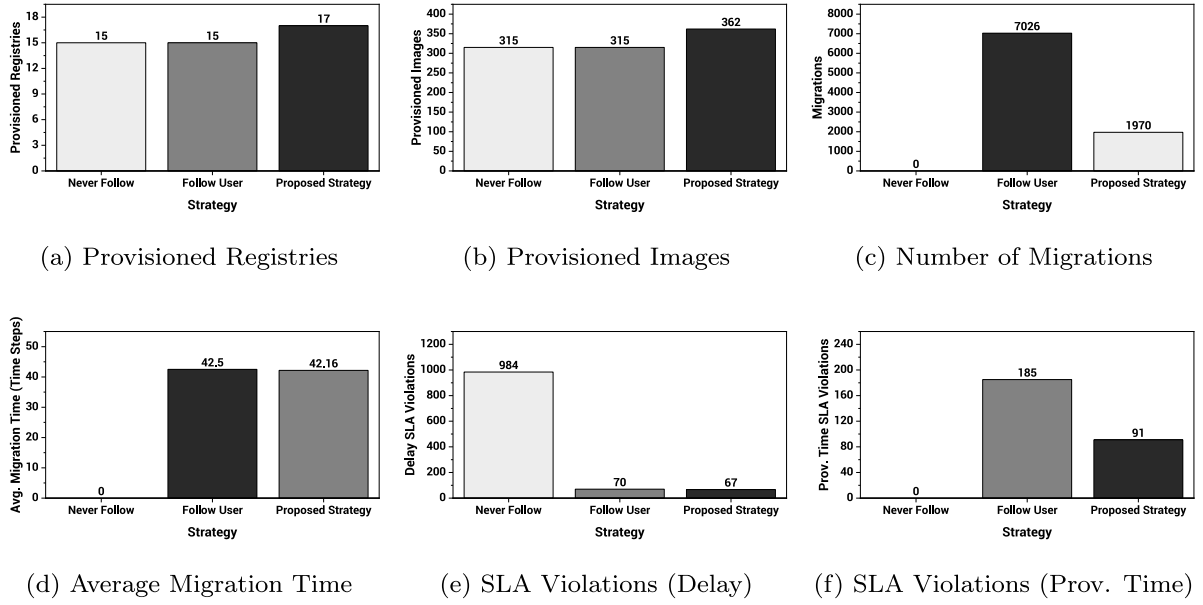 Provisioned Registries
18
15
12
9
6
3
0
15
15
17
Never Follow
Follow User
Proposed Strategy
Strategy
(a) Provisioned Registries
Provisioned Images
400
350
300
250
200
150
100
50
0
315
315
362
Never Follow
Follow User
Proposed Strategy
Strategy
(b) Provisioned Images
Migrations
8000
7000
6000
5000
4000
3000
2000
1000
0
0
7026
1970
Never Follow
Follow User
Proposed Strategy
Strategy
(c) Number of Migrations
Avg. Migration Time (Time Steps)
50
40
30
20
10
0
0
42.5
42.16
Never Follow
Follow User
Proposed Strategy
Strategy
(d) Average Migration Time
Delay SLA Violations
1200
1000
800
600
400
200
0
984
70
67
Never Follow
Follow User
Proposed Strategy
Strategy
(e) SLA Violations (Delay)
Prov. Time SLA Violations
240
200
160
120
80
40
0
0
185
91
Never Follow
Follow User
Proposed Strategy
Strategy
(f) SLA Violations (Prov. Time)